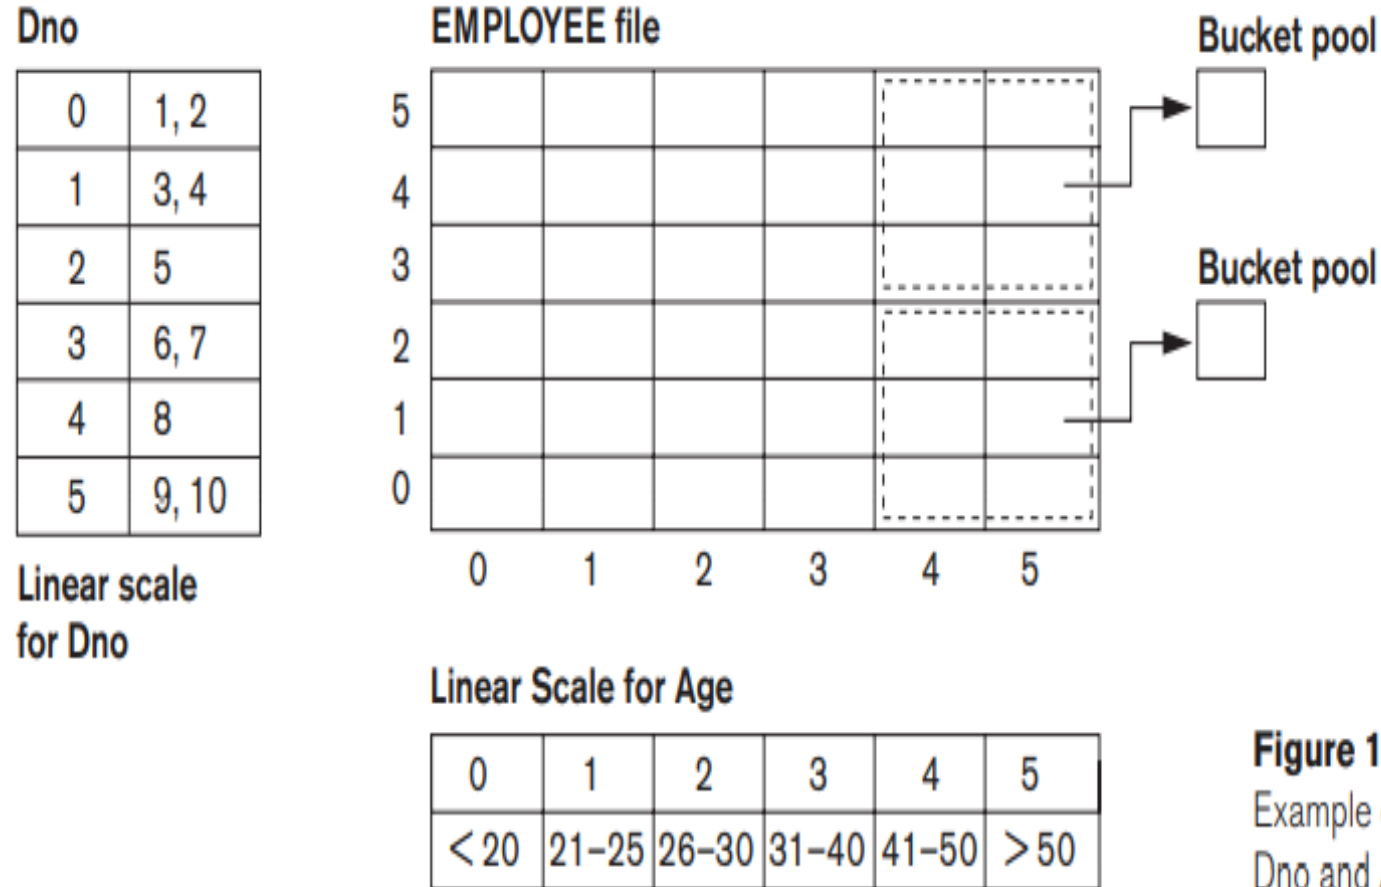 Dno
0 1, 2
1 3, 4
2 5
3 6, 7
4 8
5 9, 10
Linear scale
for Dno
EMPLOYEE file
5
4
3
2
1
0
0 1 2 3 4 5
Bucket pool
Bucket pool
Linear Scale for Age
0 1 2 3 4 5
< 20 21–25 26–30 31–40 41–50 > 50
Figure 1
Example
Dno and